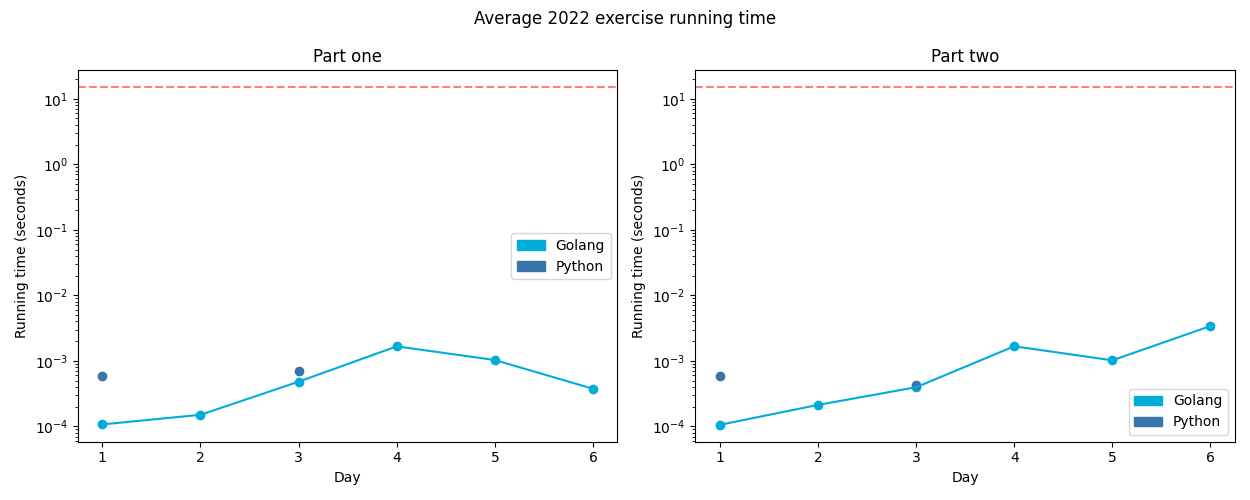 Average 2022 exercise running time
Part one
Running time (seconds)
10^1
10^0
10^-1
10^-2
10^-3
10^-4
Golang
Python
1 2 3 4 5 6
Day
Part two
Running time (seconds)
10^1
10^0
10^-1
10^-2
10^-3
10^-4
Golang
Python
1 2 3 4 5 6
Day